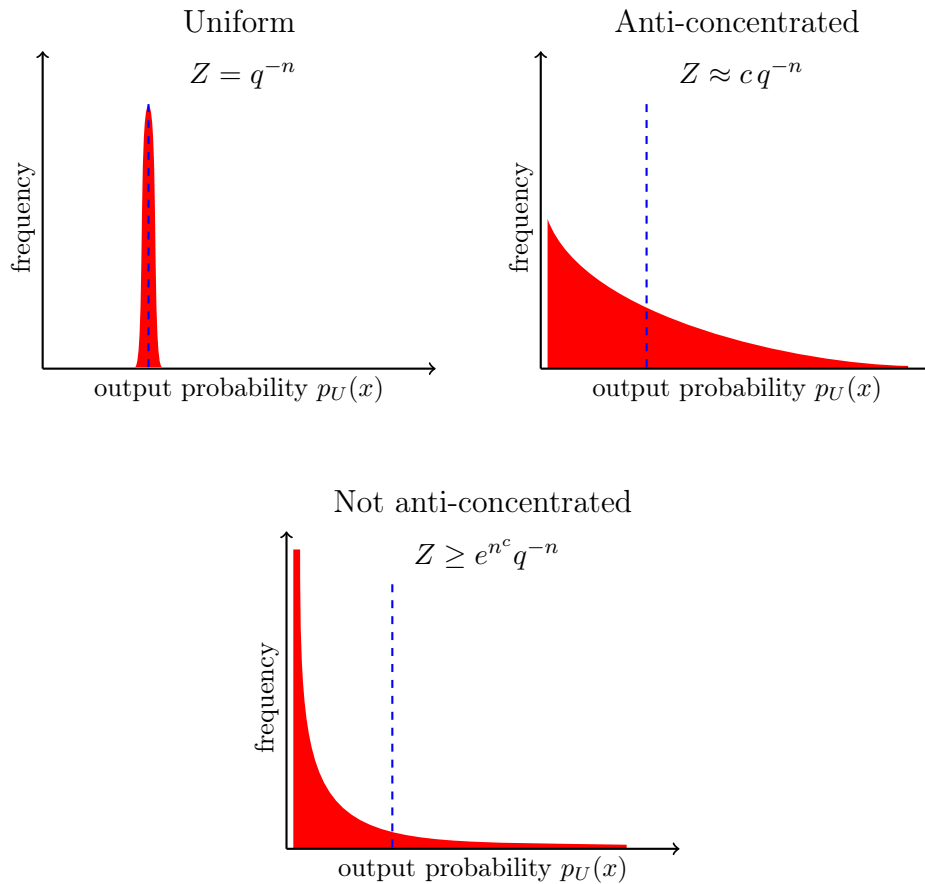 Uniform
Z = q^{-n}
frequency
output probability p_U(x)
Anti-concentrated
Z ≈ c q^{-n}
frequency
output probability p_U(x)
Not anti-concentrated
Z ≥ e^{n^c} q^{-n}
frequency
output probability p_U(x)